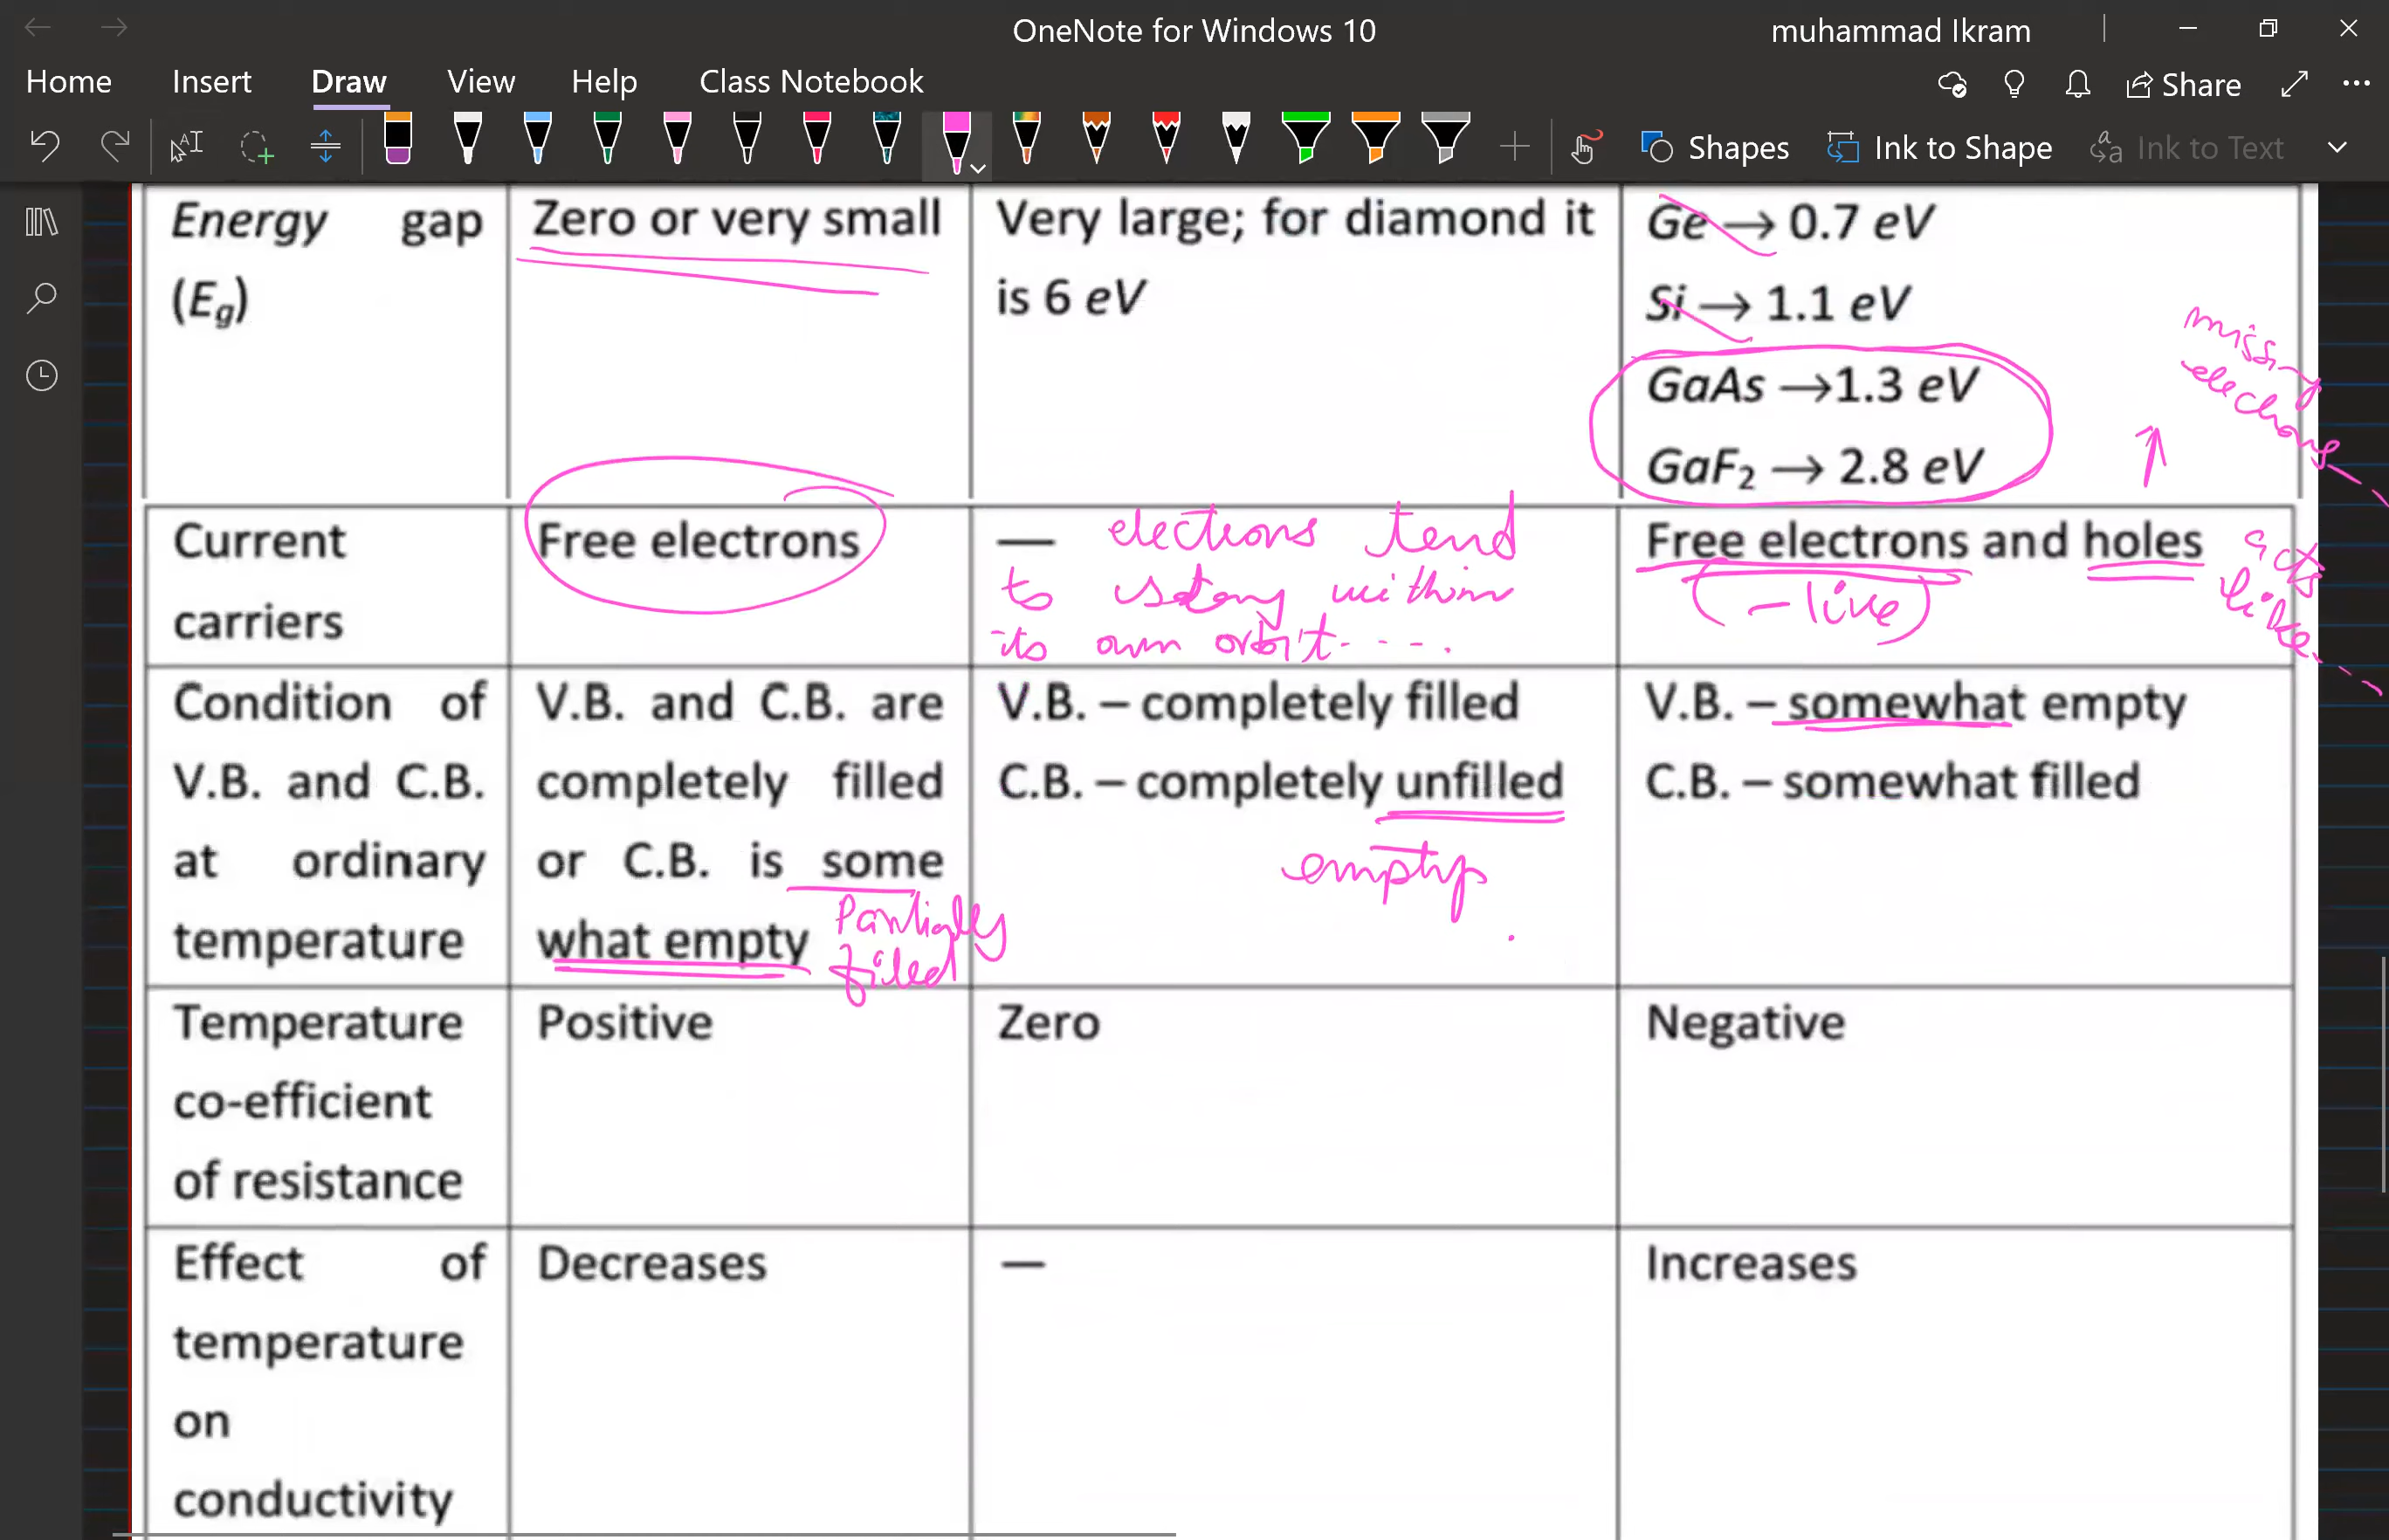 OneNote for Windows 10
muhammad Ikram
Home Insert Draw View Help Class Notebook
Share
Shapes Ink to Shape Ink to Text
Energy gap
(Eg)
Zero or very small
Very large; for diamond it
is 6 eV
Ge → 0.7 eV
Si → 1.1 eV
GaAs →1.3 eV
GaF₂ → 2.8 eV
missing
electrons
Current
carriers
Free electrons
— electrons tend
to stay within
its own orbit----.
Free electrons and holes
(-live)
acts
like
Condition of
V.B. and C.B.
at ordinary
temperature
V.B. and C.B. are
completely filled
or C.B. is some
what empty
Partially
filled
V.B. – completely filled
C.B. – completely unfilled
empty
V.B. – somewhat empty
C.B. – somewhat filled
Temperature
co-efficient
of resistance
Positive
Zero
Negative
Effect of
temperature
on
conductivity
Decreases
—
Increases